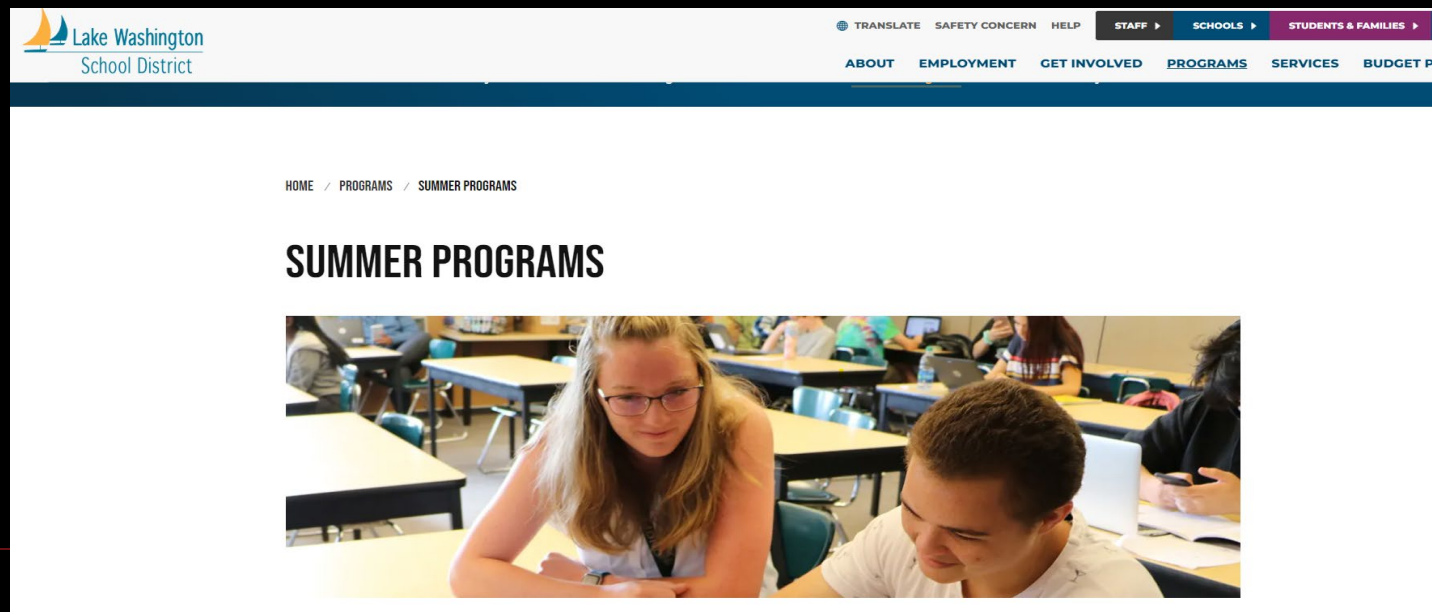 Lake Washington
School District
TRANSLATE SAFETY CONCERN HELP STAFF SCHOOLS STUDENTS & FAMILIES
ABOUT EMPLOYMENT GET INVOLVED PROGRAMS SERVICES BUDGET P
HOME / PROGRAMS / SUMMER PROGRAMS
SUMMER PROGRAMS